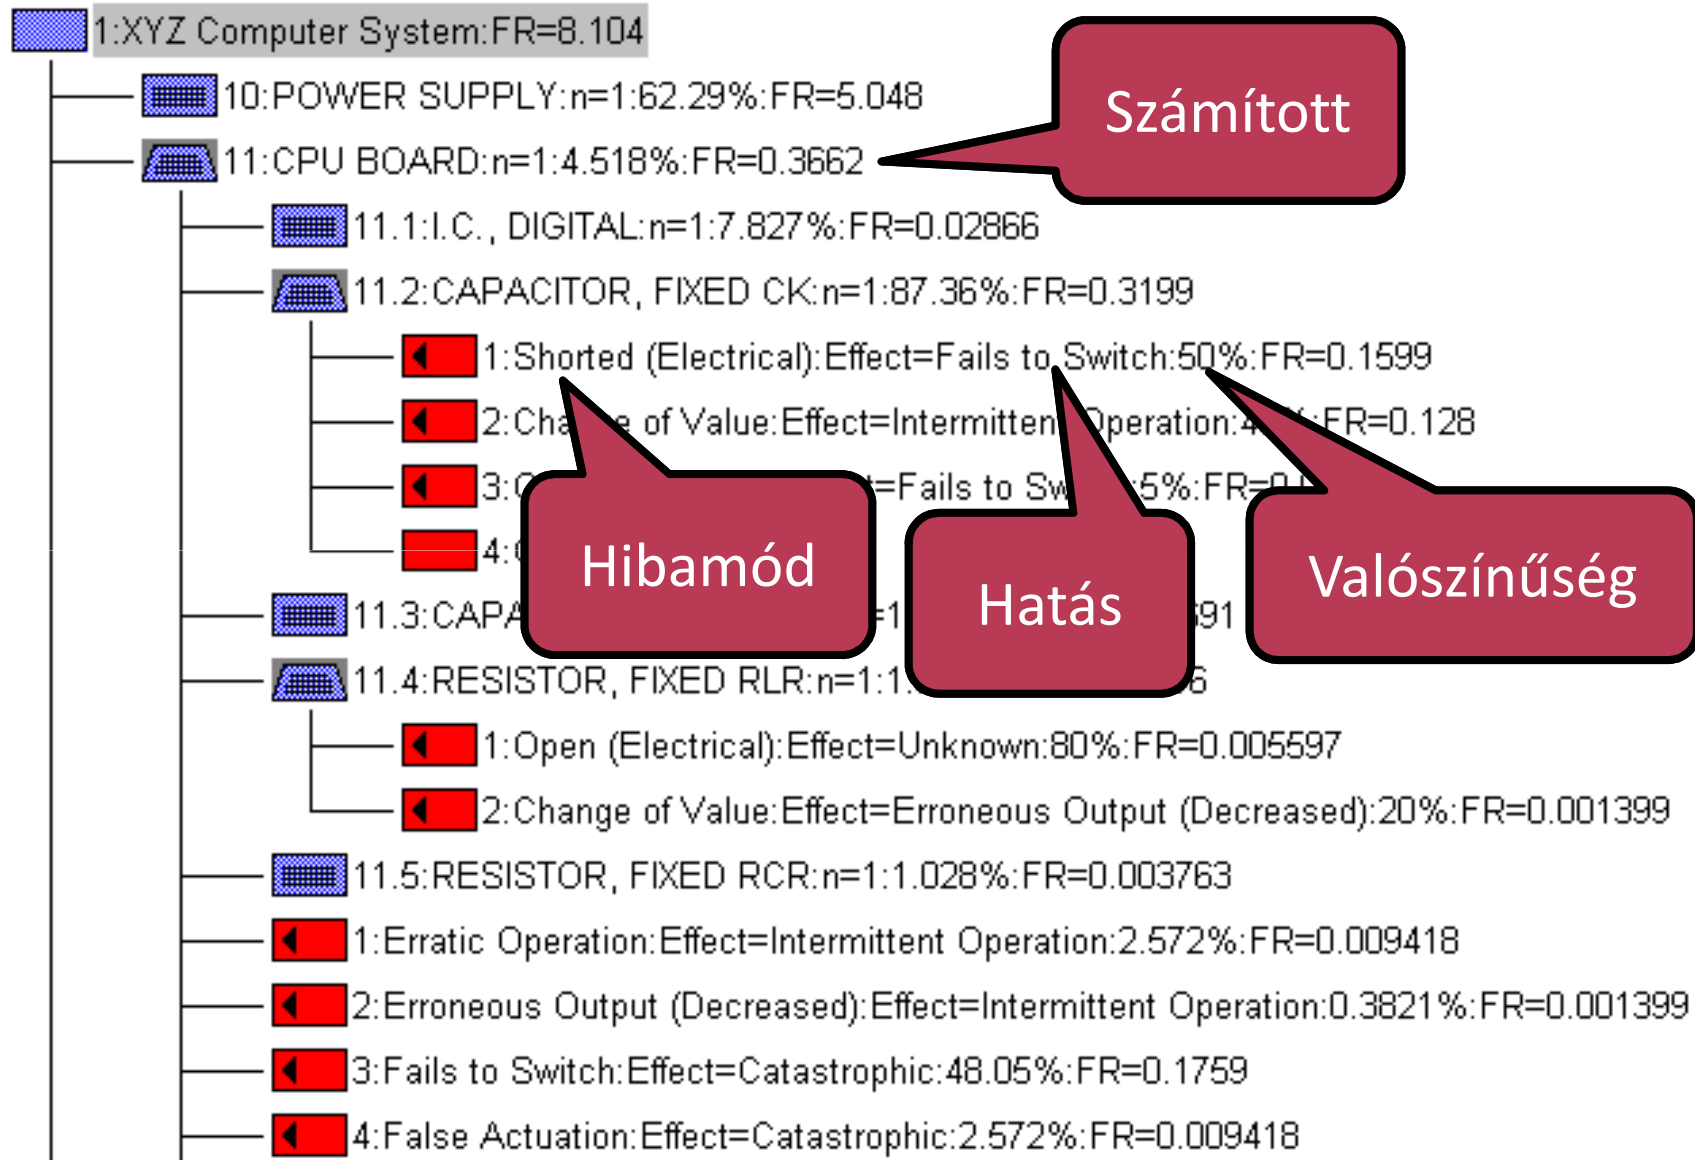 1:XYZ Computer System:FR=8.104
10:POWER SUPPLY:n=1:62.29%:FR=5.048
Számított
11:CPU BOARD:n=1:4.518%:FR=0.3662
11.1:I.C., DIGITAL:n=1:7.827%:FR=0.02866
11.2:CAPACITOR, FIXED CK:n=1:87.36%:FR=0.3199
1:Shorted (Electrical):Effect=Fails to Switch:50%:FR=0.1599
2: of Value:Effect=Intermittent Operation: FR=0.128
3: =Fails to :5%:
4:
Hibamód
Hatás
Valószínűség
11.3:
11.4:RESISTOR, FIXED RLR:n=1:
1:Open (Electrical):Effect=Unknown:80%:FR=0.005597
2:Change of Value:Effect=Erroneous Output (Decreased):20%:FR=0.001399
11.5:RESISTOR, FIXED RCR:n=1:1.028%:FR=0.003763
1:Erratic Operation:Effect=Intermittent Operation:2.572%:FR=0.009418
2:Erroneous Output (Decreased):Effect=Intermittent Operation:0.3821%:FR=0.001399
3:Fails to Switch:Effect=Catastrophic:48.05%:FR=0.1759
4:False Actuation:Effect=Catastrophic:2.572%:FR=0.009418